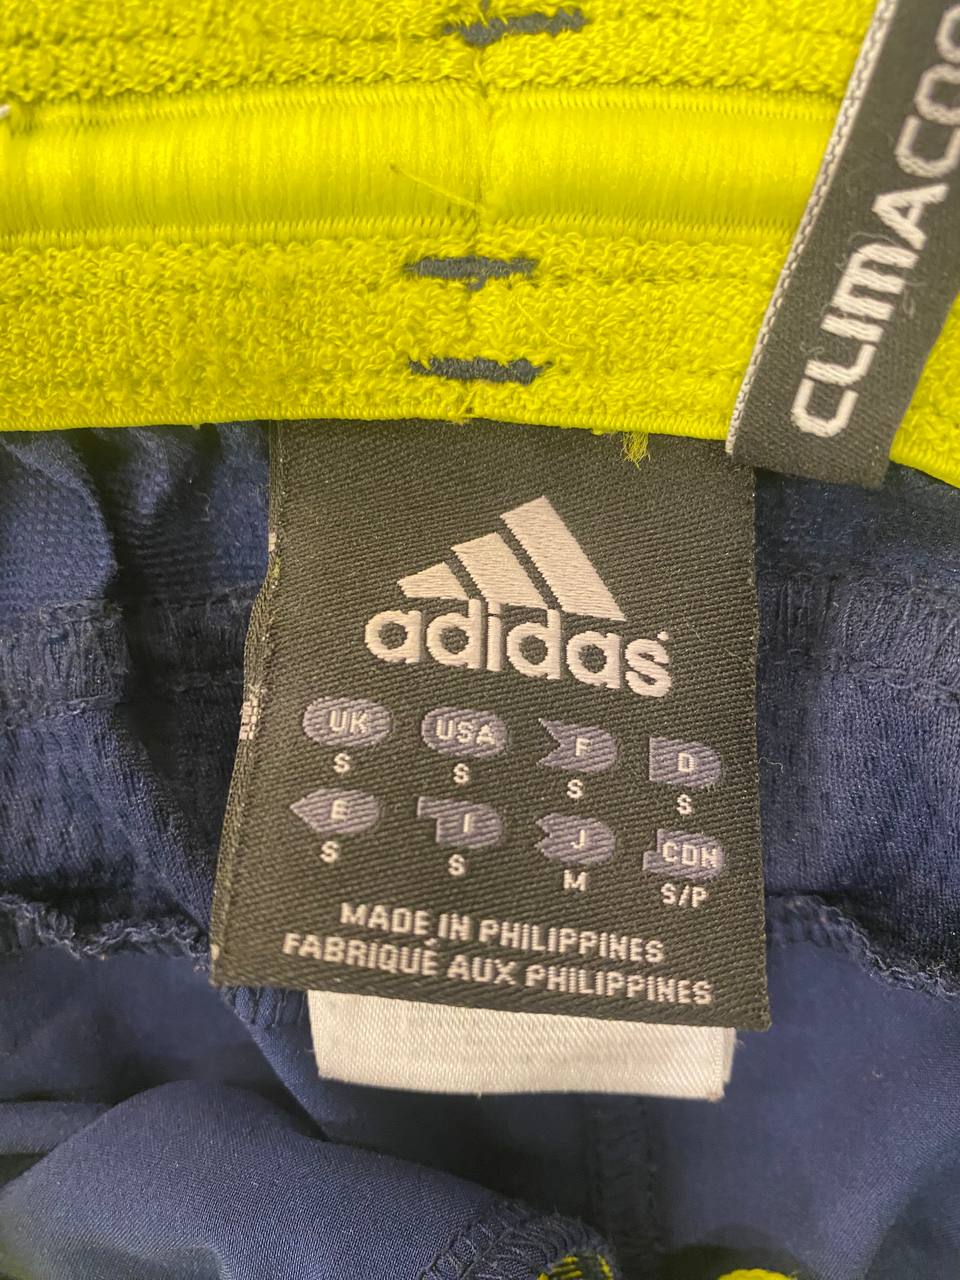 CLIMACOO
adidas
UK USA F D
S S S S
E I J CDN
S S M S/P
MADE IN PHILIPPINES
FABRIQUÉ AUX PHILIPPINES